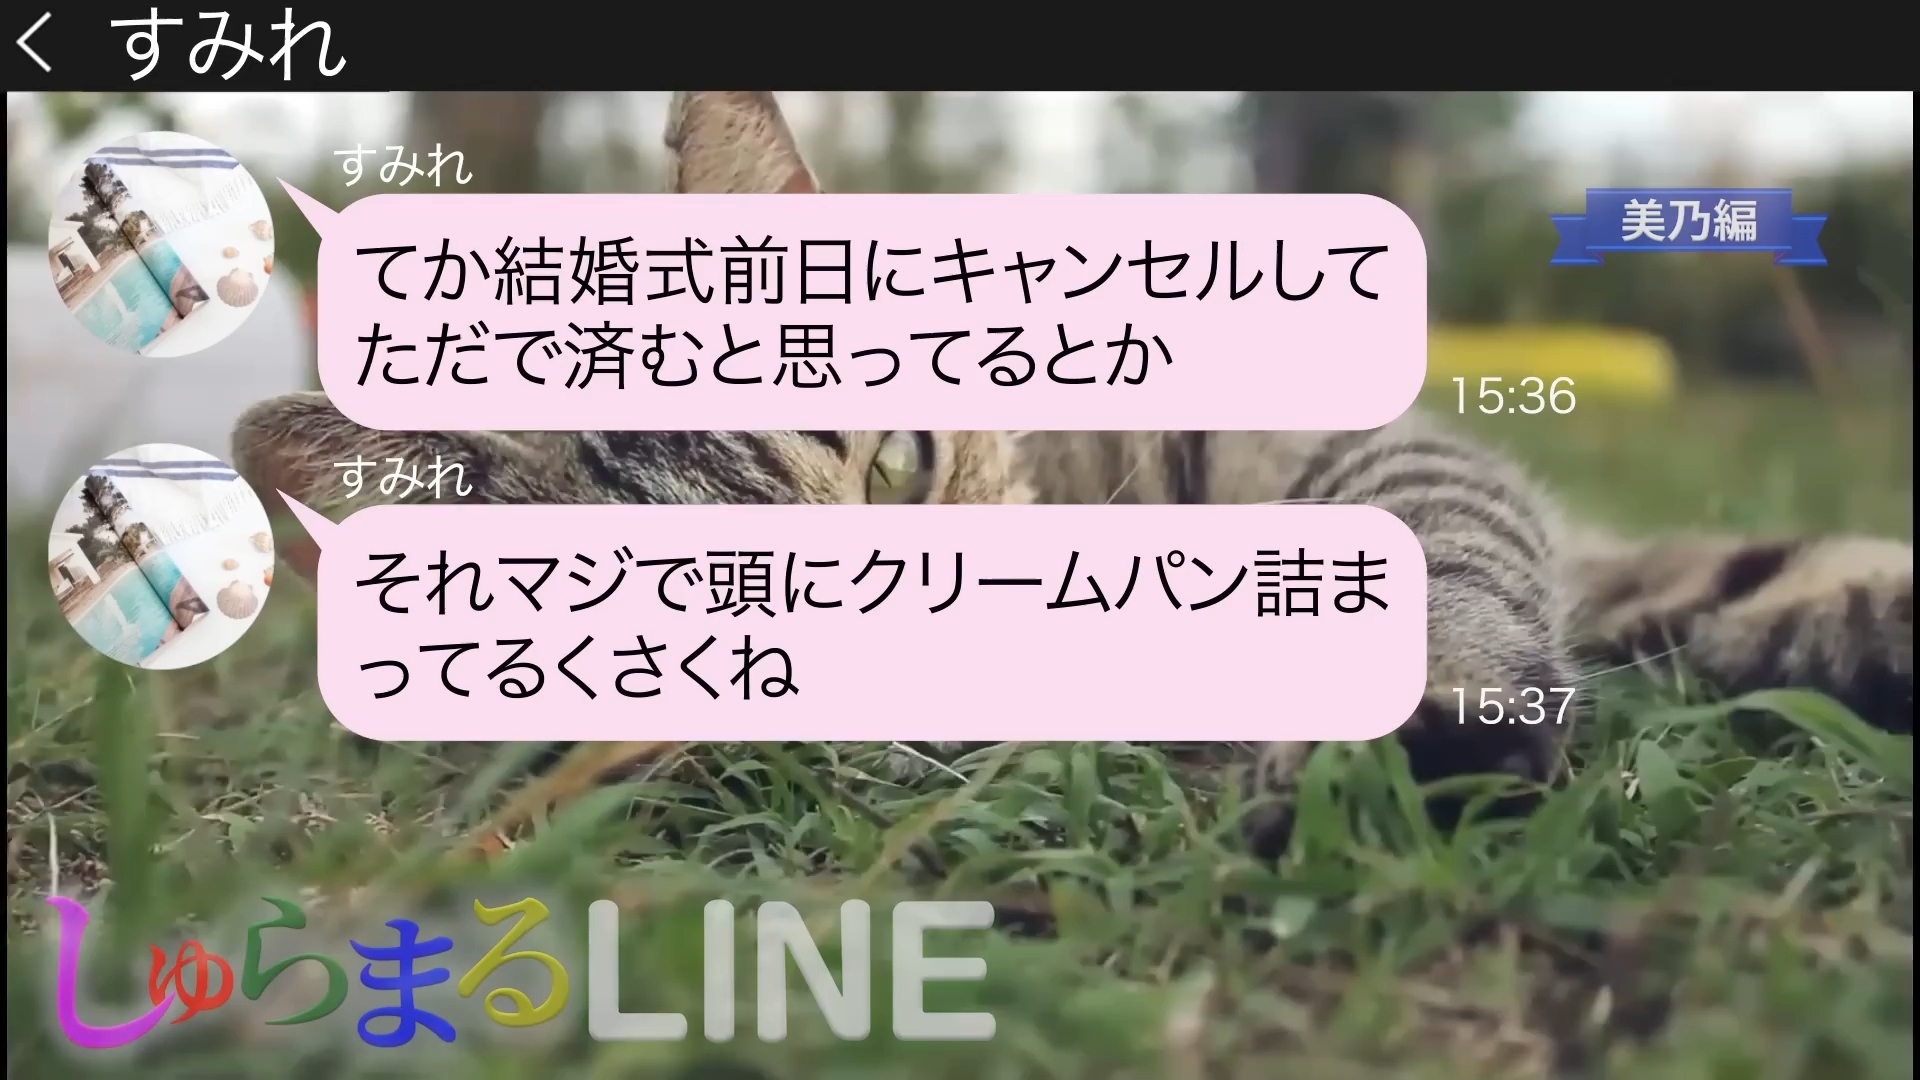 すみれ
すみれ
てか結婚式前日にキャンセルして
ただで済むと思ってるとか
15:36
美乃編
すみれ
それマジで頭にクリームパン詰ま
ってるくさくね
15:37
しゅらまるLINE